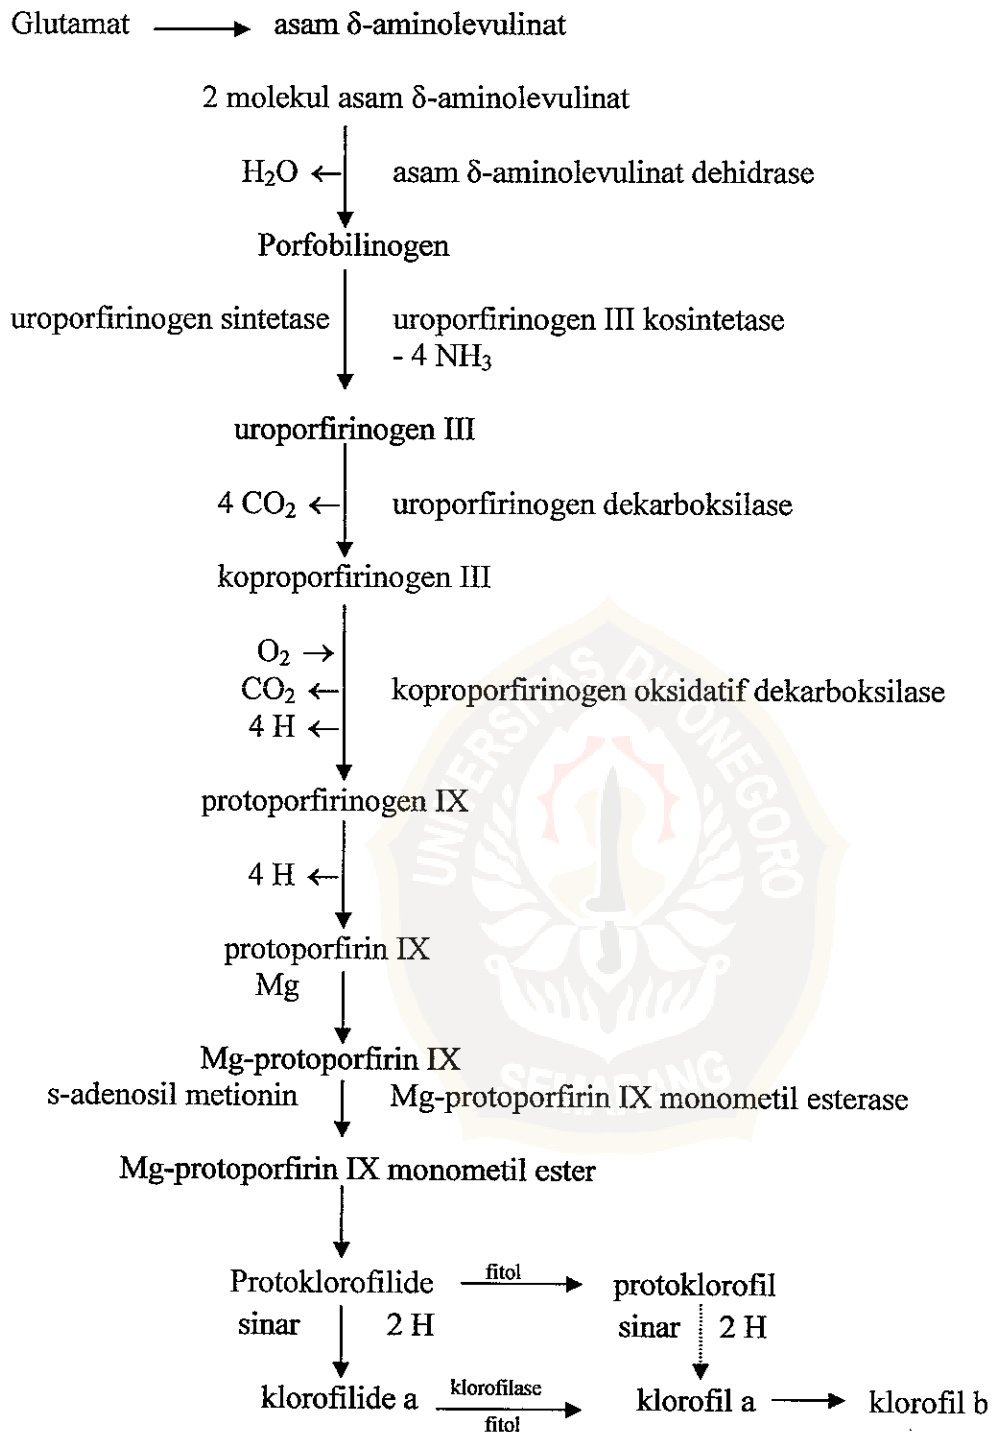 Glutamat → asam δ-aminolevulinat
2 molekul asam δ-aminolevulinat
H₂O ← asam δ-aminolevulinat dehidrase
Porfobilinogen
uroporfirinogen sintetase uroporfirinogen III kosintetase
- 4 NH₃
uroporfirinogen III
4 CO₂ ← uroporfirinogen dekarboksilase
koproporfirinogen III
O₂ →
CO₂ ← koproporfirinogen oksidatif dekarboksilase
4 H ←
protoporfirinogen IX
4 H ←
protoporfirin IX
Mg
Mg-protoporfirin IX
s-adenosil metionin Mg-protoporfirin IX monometil esterase
Mg-protoporfirin IX monometil ester
Protoklorofilide fitol → protoklorofil
sinar 2 H sinar 2 H
klorofilide a klorofilase → klorofil a → klorofil b
fitol
UNIVERSITAS DIPONEGORO
SEMARANG